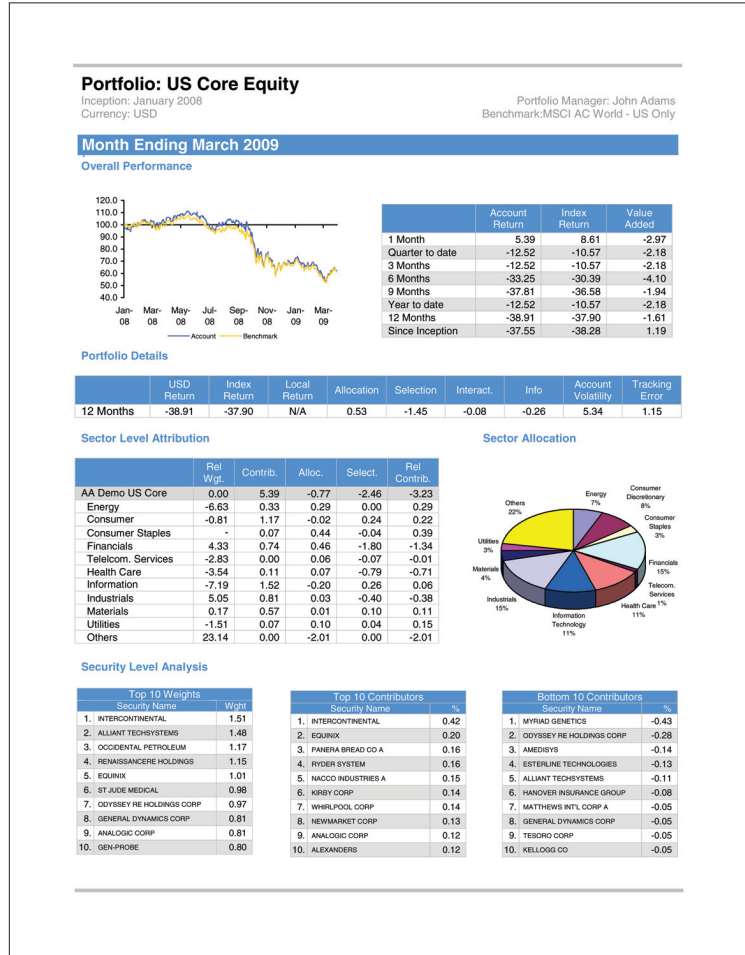 Portfolio: US Core Equity
Inception: January 2008
Currency: USD
Portfolio Manager: John Adams
Benchmark:MSCI AC World - US Only
Month Ending March 2009
Overall Performance
120.0
110.0
100.0
90.0
80.0
70.0
60.0
50.0
40.0
Jan-08 Mar-08 May-08 Jul-08 Sep-08 Nov-08 Jan-09 Mar-09
Account Benchmark
Account Return Index Return Value Added
1 Month 5.39 8.61 -2.97
Quarter to date -12.52 -10.57 -2.18
3 Months -12.52 -10.57 -2.18
6 Months -33.25 -30.39 -4.10
9 Months -37.81 -36.58 -1.94
Year to date -12.52 -10.57 -2.18
12 Months -38.91 -37.90 -1.61
Since Inception -37.55 -38.28 1.19
Portfolio Details
USD Return Index Return Local Return Allocation Selection Interact. Info Account Volatility Tracking Error
12 Months -38.91 -37.90 N/A 0.53 -1.45 -0.08 -0.26 5.34 1.15
Sector Level Attribution
Rel Wgt. Contrib. Alloc. Select. Rel Contrib.
AA Demo US Core 0.00 5.39 -0.77 -2.46 -3.23
Energy -6.63 0.33 0.29 0.00 0.29
Consumer -0.81 1.17 -0.02 0.24 0.22
Consumer Staples - 0.07 0.44 -0.04 0.39
Financials 4.33 0.74 0.46 -1.80 -1.34
Telelcom. Services -2.83 0.00 0.06 -0.07 -0.01
Health Care -3.54 0.11 0.07 -0.79 -0.71
Information -7.19 1.52 -0.20 0.26 0.06
Industrials 5.05 0.81 0.03 -0.40 -0.38
Materials 0.17 0.57 0.01 0.10 0.11
Utilities -1.51 0.07 0.10 0.04 0.15
Others 23.14 0.00 -2.01 0.00 -2.01
Sector Allocation
Energy
7%
Consumer
Discretionary
8%
Consumer
Staples
3%
Financials
15%
Telecom.
Services
1%
Health Care
11%
Information
Technology
11%
Industrials
15%
Materials
4%
Utilities
3%
Others
22%
Security Level Analysis
Top 10 Weights
Security Name Wght
1. INTERCONTINENTAL 1.51
2. ALLIANT TECHSYSTEMS 1.48
3. OCCIDENTAL PETROLEUM 1.17
4. RENAISSANCERE HOLDINGS 1.15
5. EQUINIX 1.01
6. ST JUDE MEDICAL 0.98
7. ODYSSEY RE HOLDINGS CORP 0.97
8. GENERAL DYNAMICS CORP 0.81
9. ANALOGIC CORP 0.81
10. GEN-PROBE 0.80
Top 10 Contributors
Security Name %
1. INTERCONTINENTAL 0.42
2. EQUINIX 0.20
3. PANERA BREAD CO A 0.16
4. RYDER SYSTEM 0.16
5. NACCO INDUSTRIES A 0.15
6. KIRBY CORP 0.14
7. WHIRLPOOL CORP 0.14
8. NEWMARKET CORP 0.13
9. ANALOGIC CORP 0.12
10. ALEXANDERS 0.12
Bottom 10 Contributors
Security Name %
1. MYRIAD GENETICS -0.43
2. ODYSSEY RE HOLDINGS CORP -0.28
3. AMEDISYS -0.14
4. ESTERLINE TECHNOLOGIES -0.13
5. ALLIANT TECHSYSTEMS -0.11
6. HANOVER INSURANCE GROUP -0.08
7. MATTHEWS INT'L CORP A -0.05
8. GENERAL DYNAMICS CORP -0.05
9. TESORO CORP -0.05
10. KELLOGG CO -0.05